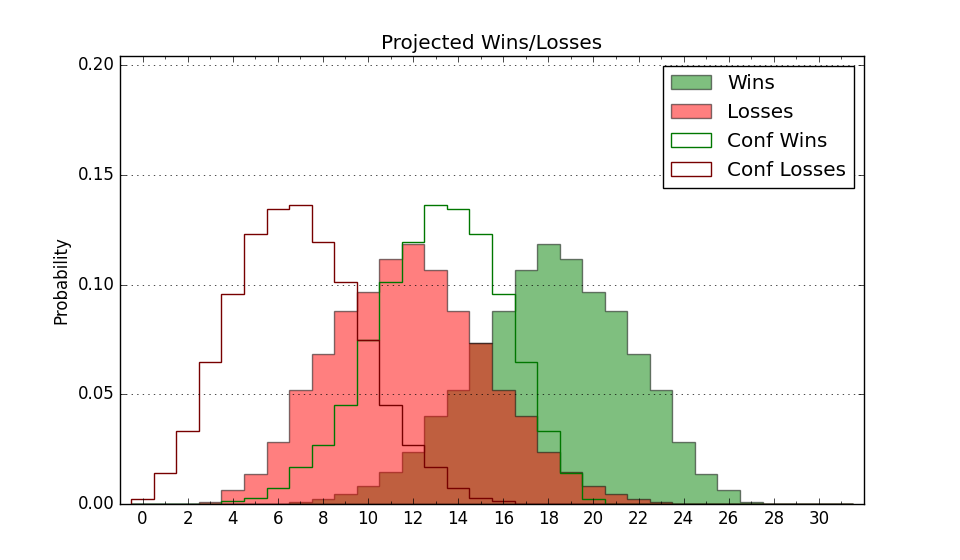 Projected Wins/Losses
0.20
0.15
0.10
0.05
0.00
Probability
Wins
Losses
Conf Wins
Conf Losses
0 2 4 6 8 10 12 14 16 18 20 22 24 26 28 30